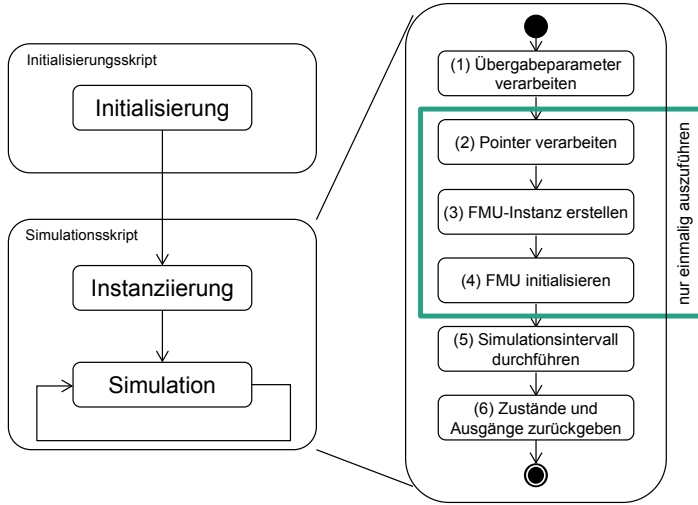 Initialisierungsskript
Initialisierung
Simulationsskript
Instanziierung
Simulation
(1) Übergabeparameter
verarbeiten
(2) Pointer verarbeiten
(3) FMU-Instanz erstellen
(4) FMU initialisieren
nur einmalig auszuführen
(5) Simulationsintervall
durchführen
(6) Zustände und
Ausgänge zurückgeben